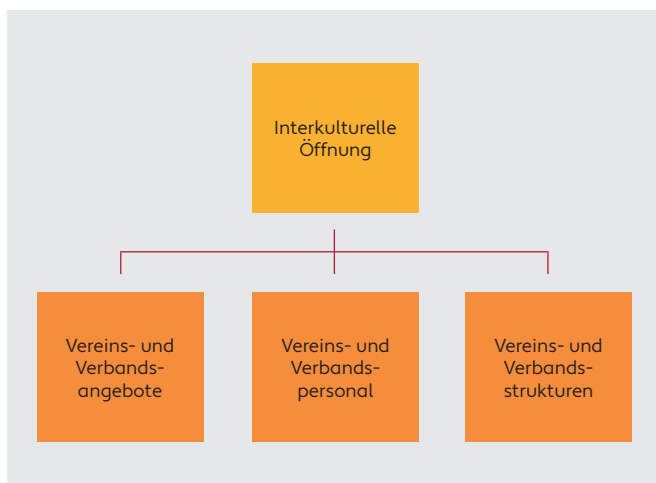 Interkulturelle
Öffnung
Vereins- und
Verbands-
angebote
Vereins- und
Verbands-
personal
Vereins- und
Verbands-
strukturen